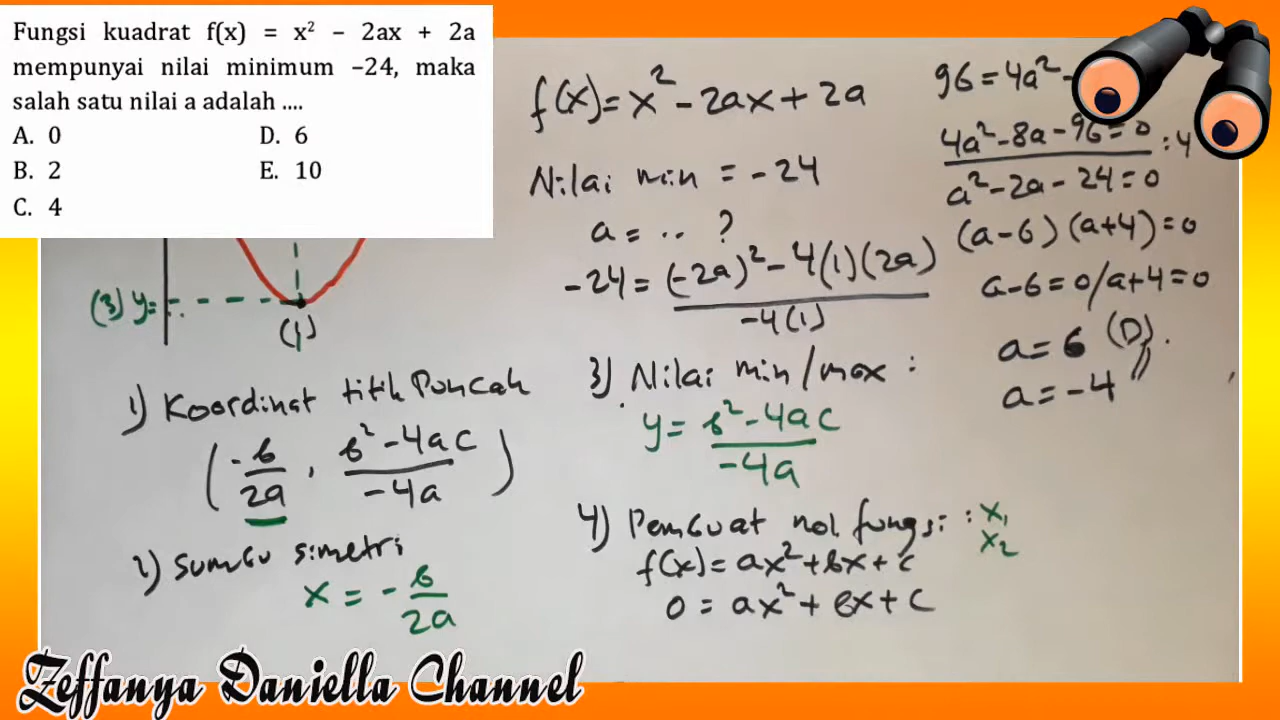 Fungsi kuadrat f(x) = x² – 2ax + 2a
mempunyai nilai minimum –24, maka
salah satu nilai a adalah ....
A. 0
D. 6
B. 2
E. 10
C. 4
(3) y=
(1)
1) Koordinat titik Puncak
(-b/2a, b² - 4ac/-4a)
2) Sumbu simetri
x = - b/2a
f(x) = x² - 2ax + 2a
Nilai min = -24
a = .. ?
-24 = (-2a)² - 4(1)(2a)
-4(1)
3) Nilai min/max :
y = b² - 4ac
-4a
4) Pembuat nol fungsi : x₁
x₂
f(x) = ax² + bx + c
0 = ax² + bx + c
96 = 4a² -
4a² - 8a - 96 = 0 : 4
a² - 2a - 24 = 0
(a-6) (a+4) = 0
a-6 = 0 / a+4 = 0
a = 6 (D)
a = -4
Zeffanya Daniella Channel